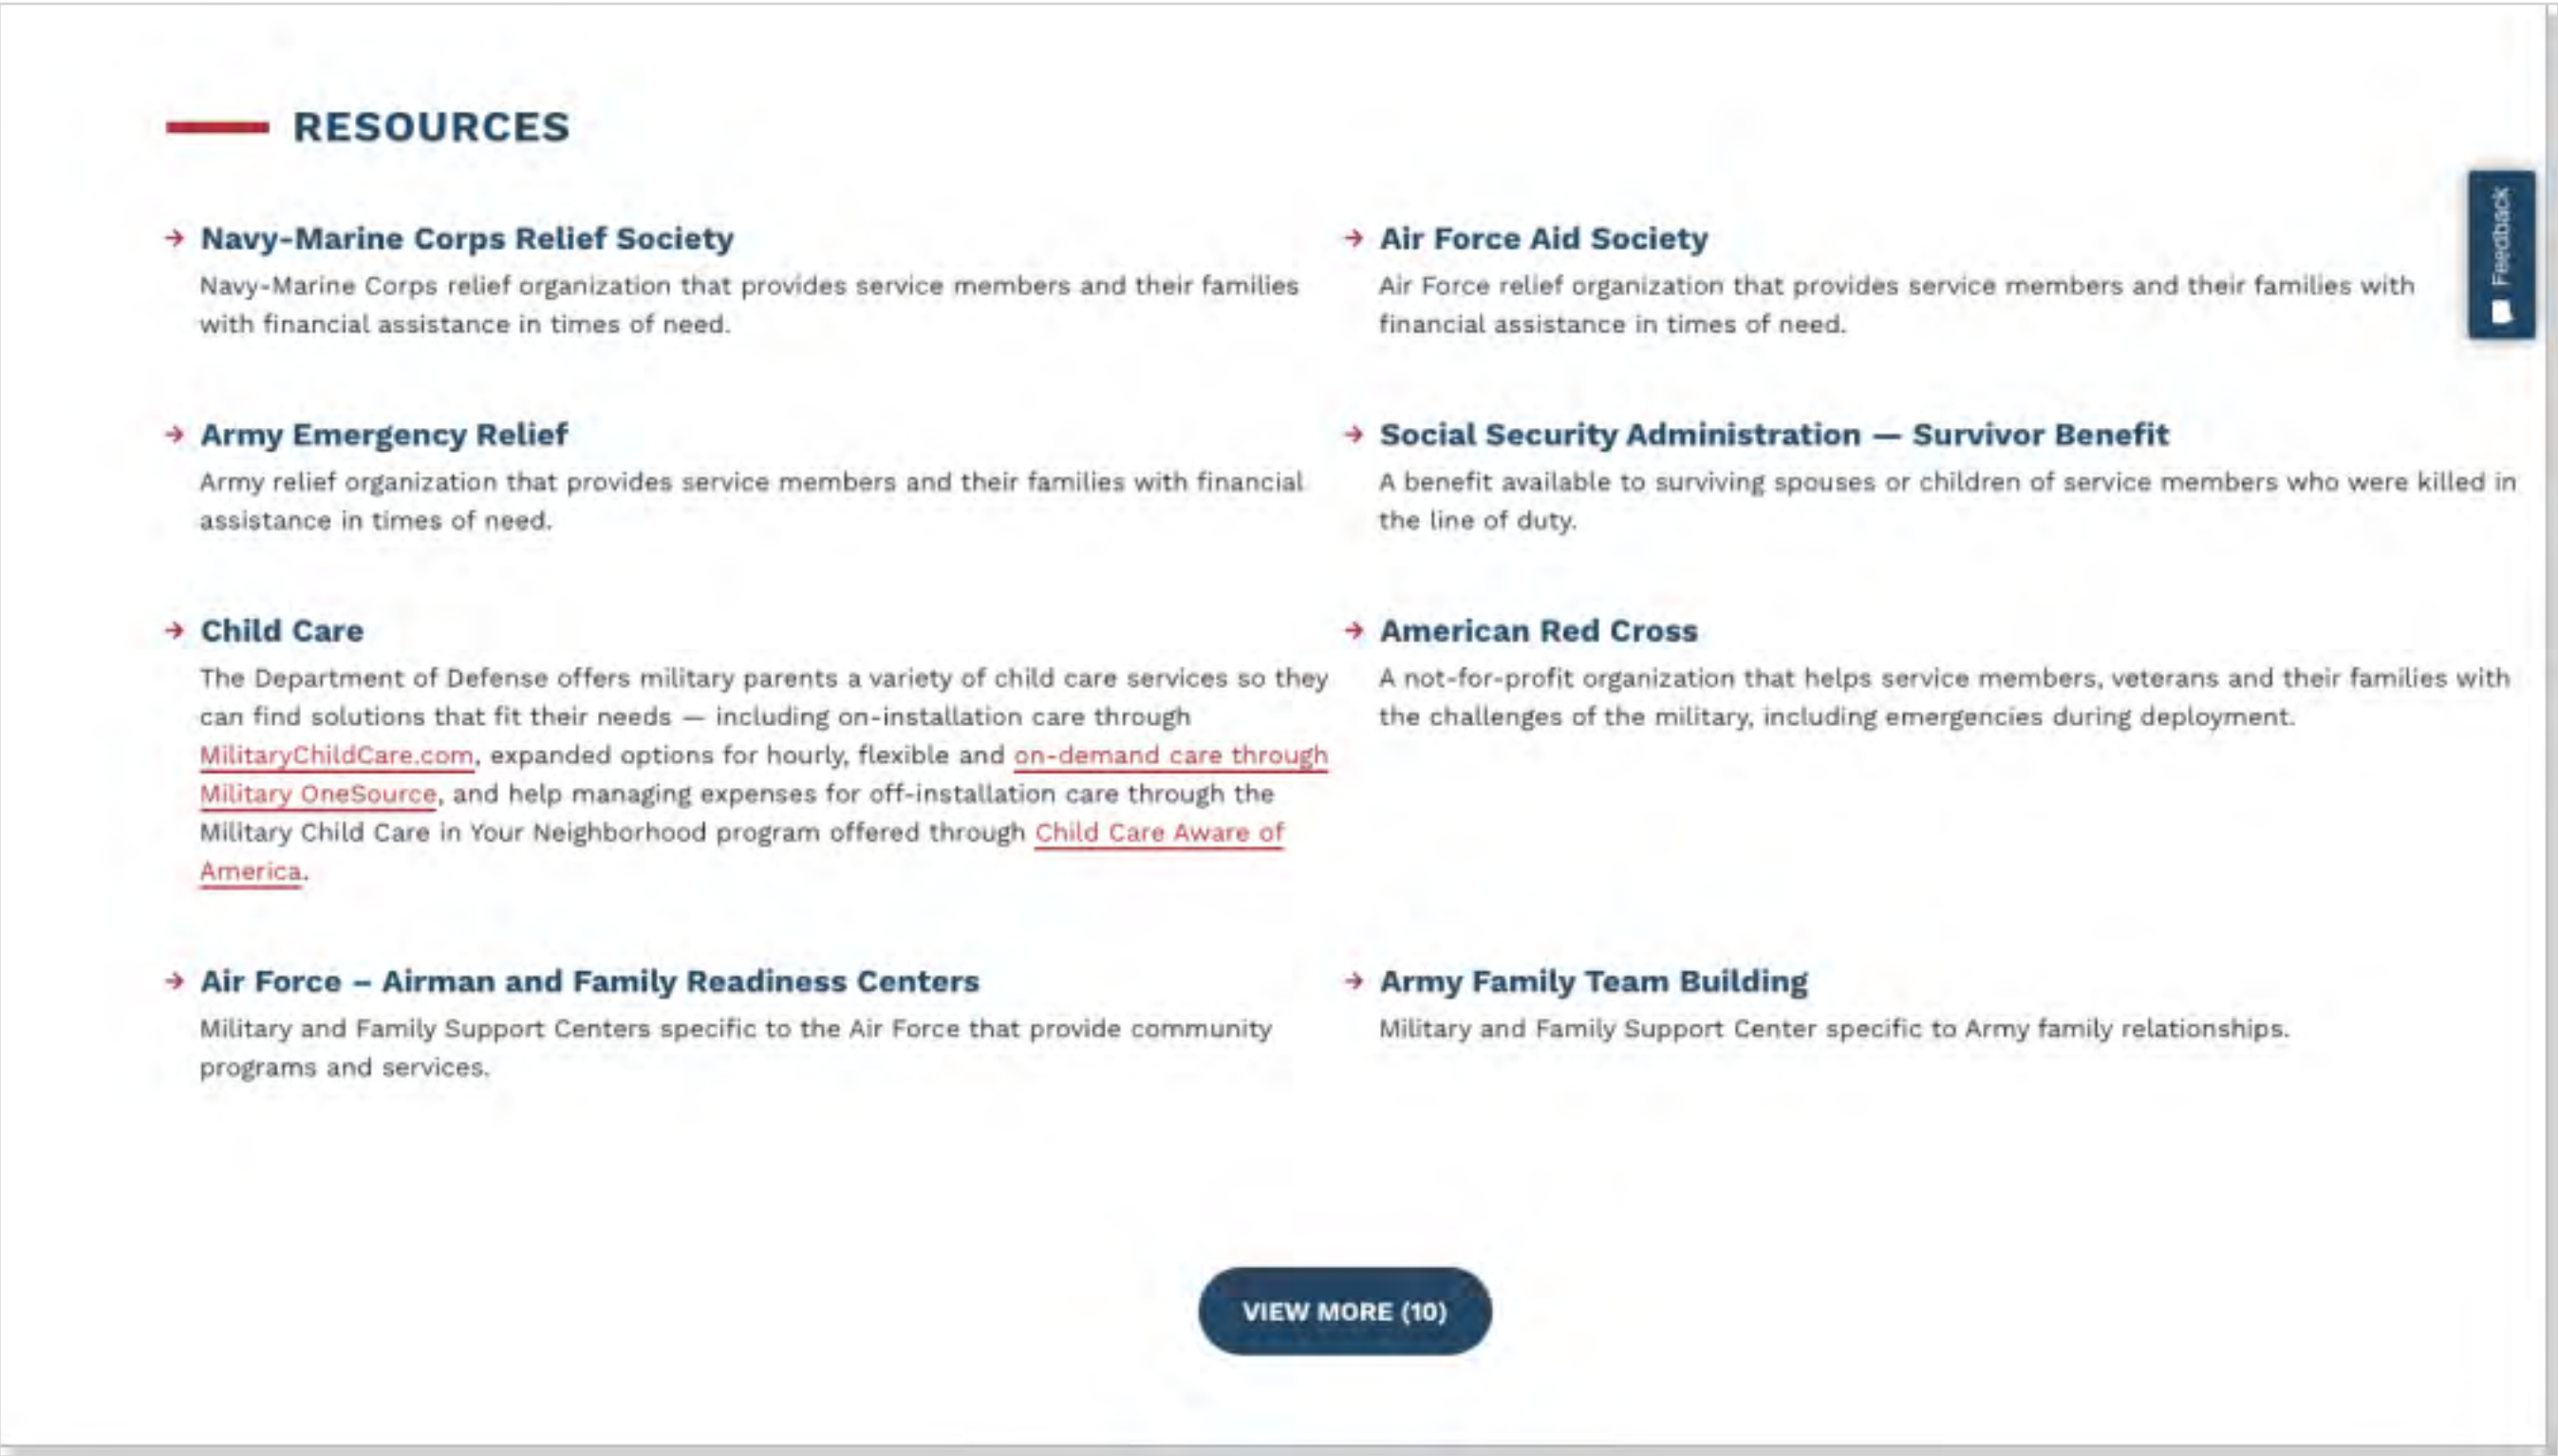 RESOURCES
Navy-Marine Corps Relief Society
Navy-Marine Corps relief organization that provides service members and their families
with financial assistance in times of need.
Air Force Aid Society
Air Force relief organization that provides service members and their families with
financial assistance in times of need.
Feedback
Army Emergency Relief
Army relief organization that provides service members and their families with financial
assistance in times of need.
Social Security Administration — Survivor Benefit
A benefit available to surviving spouses or children of service members who were killed in
the line of duty.
Child Care
The Department of Defense offers military parents a variety of child care services so they
can find solutions that fit their needs — including on-installation care through
MilitaryChildCare.com, expanded options for hourly, flexible and on-demand care through
Military OneSource, and help managing expenses for off-installation care through the
Military Child Care in Your Neighborhood program offered through Child Care Aware of
America.
American Red Cross
A not-for-profit organization that helps service members, veterans and their families with
the challenges of the military, including emergencies during deployment.
Air Force – Airman and Family Readiness Centers
Military and Family Support Centers specific to the Air Force that provide community
programs and services.
Army Family Team Building
Military and Family Support Center specific to Army family relationships.
VIEW MORE (10)